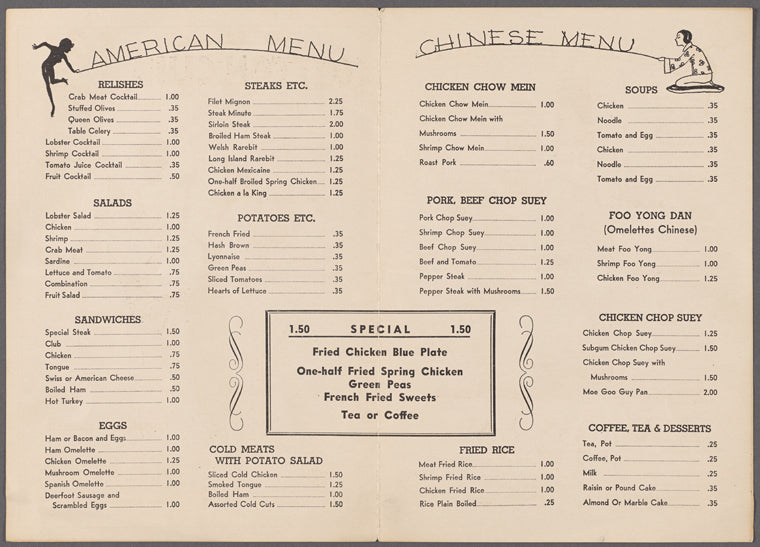 AMERICAN MENU
RELISHES
Crab Meat Cocktail 1.00
Stuffed Olives .35
Queen Olives .35
Table Celery .35
Lobster Cocktail 1.00
Shrimp Cocktail 1.00
Tomato Juice Cocktail .35
Fruit Cocktail .50
SALADS
Lobster Salad 1.25
Chicken 1.00
Shrimp 1.25
Crab Meat 1.25
Sardine 1.00
Lettuce and Tomato .75
Combination .75
Fruit Salad .75
SANDWICHES
Special Steak 1.50
Club 1.00
Chicken .75
Tongue .75
Swiss or American Cheese .50
Boiled Ham .50
Hot Turkey 1.00
EGGS
Ham or Bacon and Eggs 1.00
Ham Omelette 1.00
Chicken Omelette 1.25
Mushroom Omelette 1.00
Spanish Omelette 1.00
Deerfoot Sausage and
Scrambled Eggs 1.00
STEAKS ETC.
Filet Mignon 2.25
Steak Minute 1.75
Sirloin Steak 2.00
Broiled Ham Steak 1.00
Welsh Rarebit 1.00
Long Island Rarebit 1.25
Chicken Mexicaine 1.25
One-half Broiled Spring Chicken 1.25
Chicken a la King 1.25
POTATOES ETC.
French Fried .35
Hash Brown .35
Lyonnaise .35
Green Peas .35
Sliced Tomatoes .35
Hearts of Lettuce .35
1.50 SPECIAL 1.50
Fried Chicken Blue Plate
One-half Fried Spring Chicken
Green Peas
French Fried Sweets
Tea or Coffee
COLD MEATS
WITH POTATO SALAD
Sliced Cold Chicken 1.50
Smoked Tongue 1.25
Boiled Ham 1.00
Assorted Cold Cuts 1.50
CHINESE MENU
CHICKEN CHOW MEIN
Chicken Chow Mein 1.00
Chicken Chow Mein with
Mushrooms 1.50
Shrimp Chow Mein 1.00
Roast Pork .60
PORK, BEEF CHOP SUEY
Pork Chop Suey 1.00
Shrimp Chop Suey 1.00
Beef Chop Suey 1.00
Beef and Tomato 1.25
Pepper Steak 1.00
Pepper Steak with Mushrooms 1.50
FRIED RICE
Meat Fried Rice 1.00
Shrimp Fried Rice 1.00
Chicken Fried Rice 1.00
Rice Plain Boiled .25
SOUPS
Chicken .35
Noodle .35
Tomato and Egg .35
Chicken .35
Noodle .35
Tomato and Egg .35
FOO YONG DAN
(Omelettes Chinese)
Meat Foo Yong 1.00
Shrimp Foo Yong 1.00
Chicken Foo Yong 1.25
CHICKEN CHOP SUEY
Chicken Chop Suey 1.25
Subgum Chicken Chop Suey 1.50
Chicken Chop Suey with
Mushrooms 1.50
Moe Goo Guy Pan 2.00
COFFEE, TEA & DESSERTS
Tea, Pot .25
Coffee, Pot .25
Milk .25
Raisin or Pound Cake .35
Almond Or Marble Cake .35